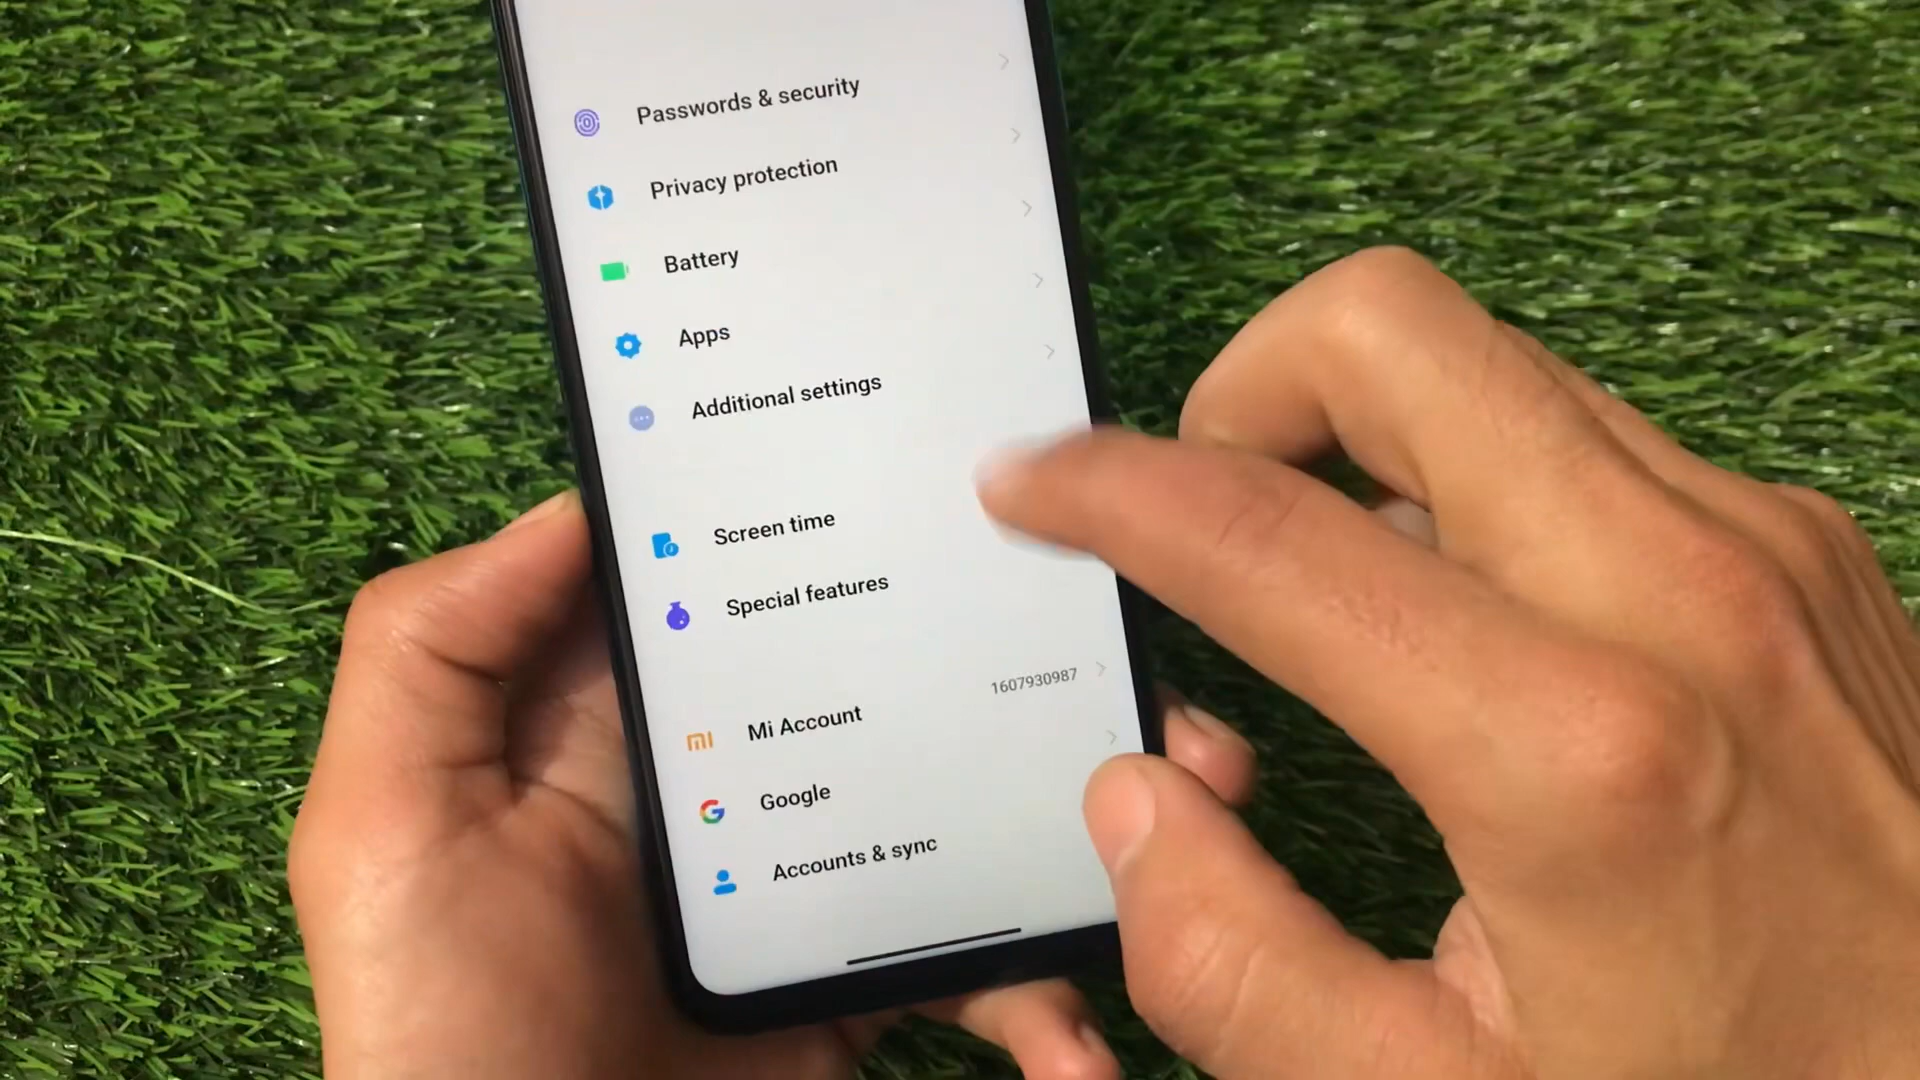 Passwords & security
Privacy protection
Battery
Apps
Additional settings
Screen time
Special features
Mi Account
1607930987
Google
Accounts & sync